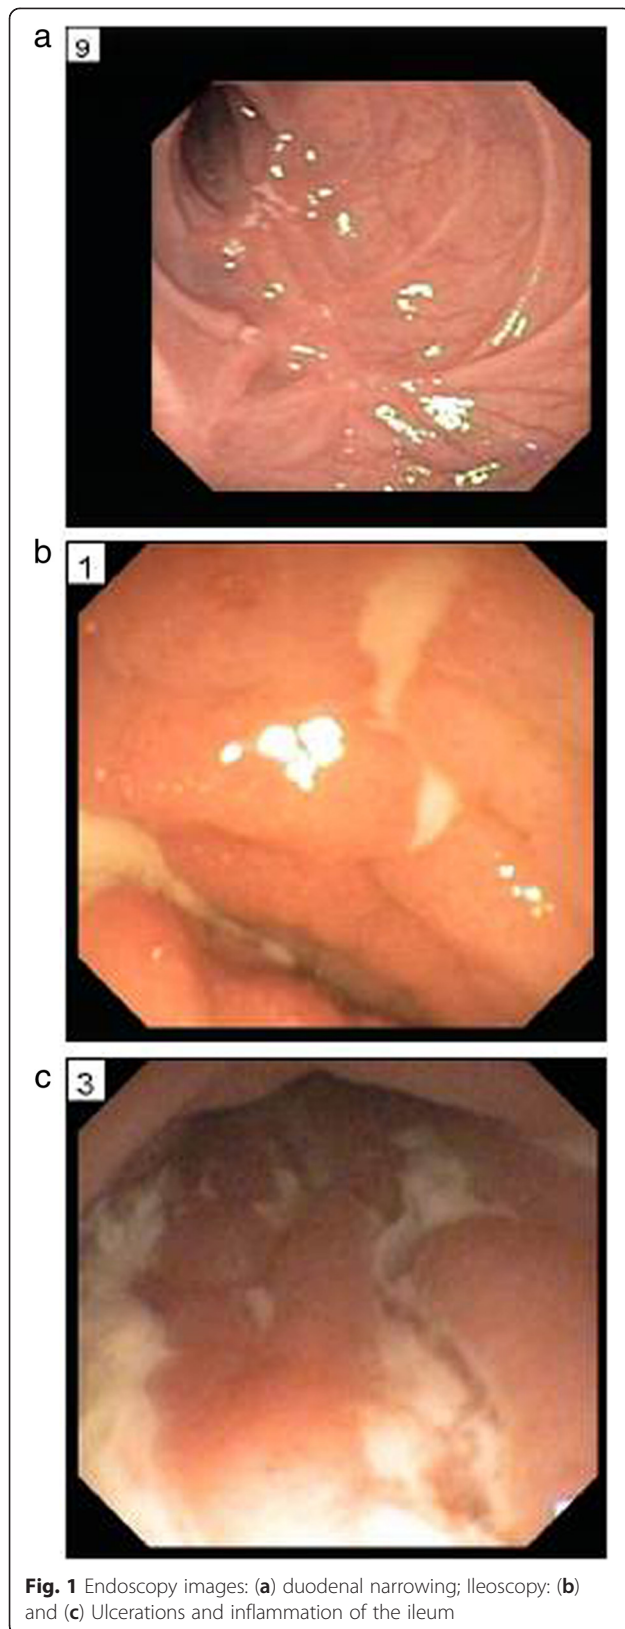 a
9
b
1
c
3
Fig. 1 Endoscopy images: (a) duodenal narrowing; Ileoscopy: (b)
and (c) Ulcerations and inflammation of the ileum